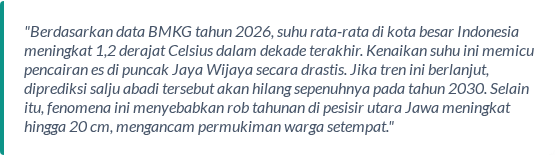 "Berdasarkan data BMKG tahun 2026, suhu rata-rata di kota besar Indonesia
meningkat 1,2 derajat Celsius dalam dekade terakhir. Kenaikan suhu ini memicu
pencairan es di puncak Jaya Wijaya secara drastis. Jika tren ini berlanjut,
diprediksi salju abadi tersebut akan hilang sepenuhnya pada tahun 2030. Selain
itu, fenomena ini menyebabkan rob tahunan di pesisir utara Jawa meningkat
hingga 20 cm, mengancam permukiman warga setempat."